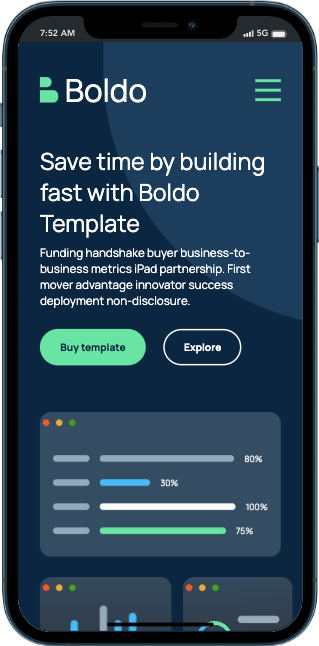 7:52 AM 5G
Boldo
Save time by building
fast with Boldo
Template
Funding handshake buyer business-to-
business metrics iPad partnership. First
mover advantage innovator success
deployment non-disclosure.
Buy template Explore
80%
30%
100%
75%